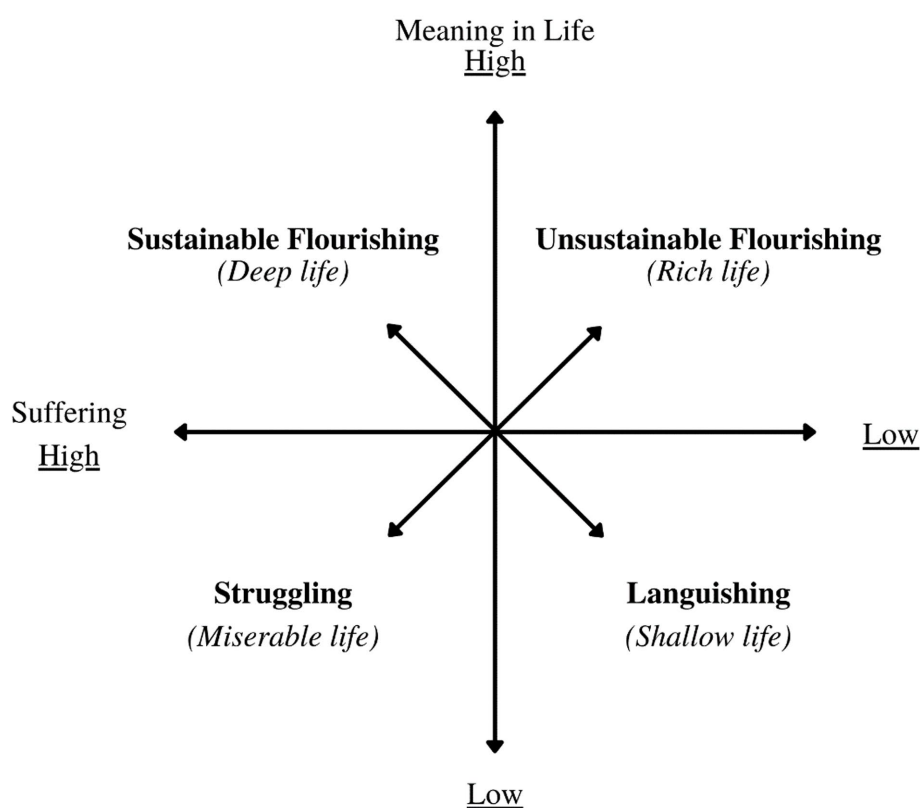 Meaning in Life
High
Sustainable Flourishing
(Deep life)
Unsustainable Flourishing
(Rich life)
Suffering
High
Low
Struggling
(Miserable life)
Languishing
(Shallow life)
Low